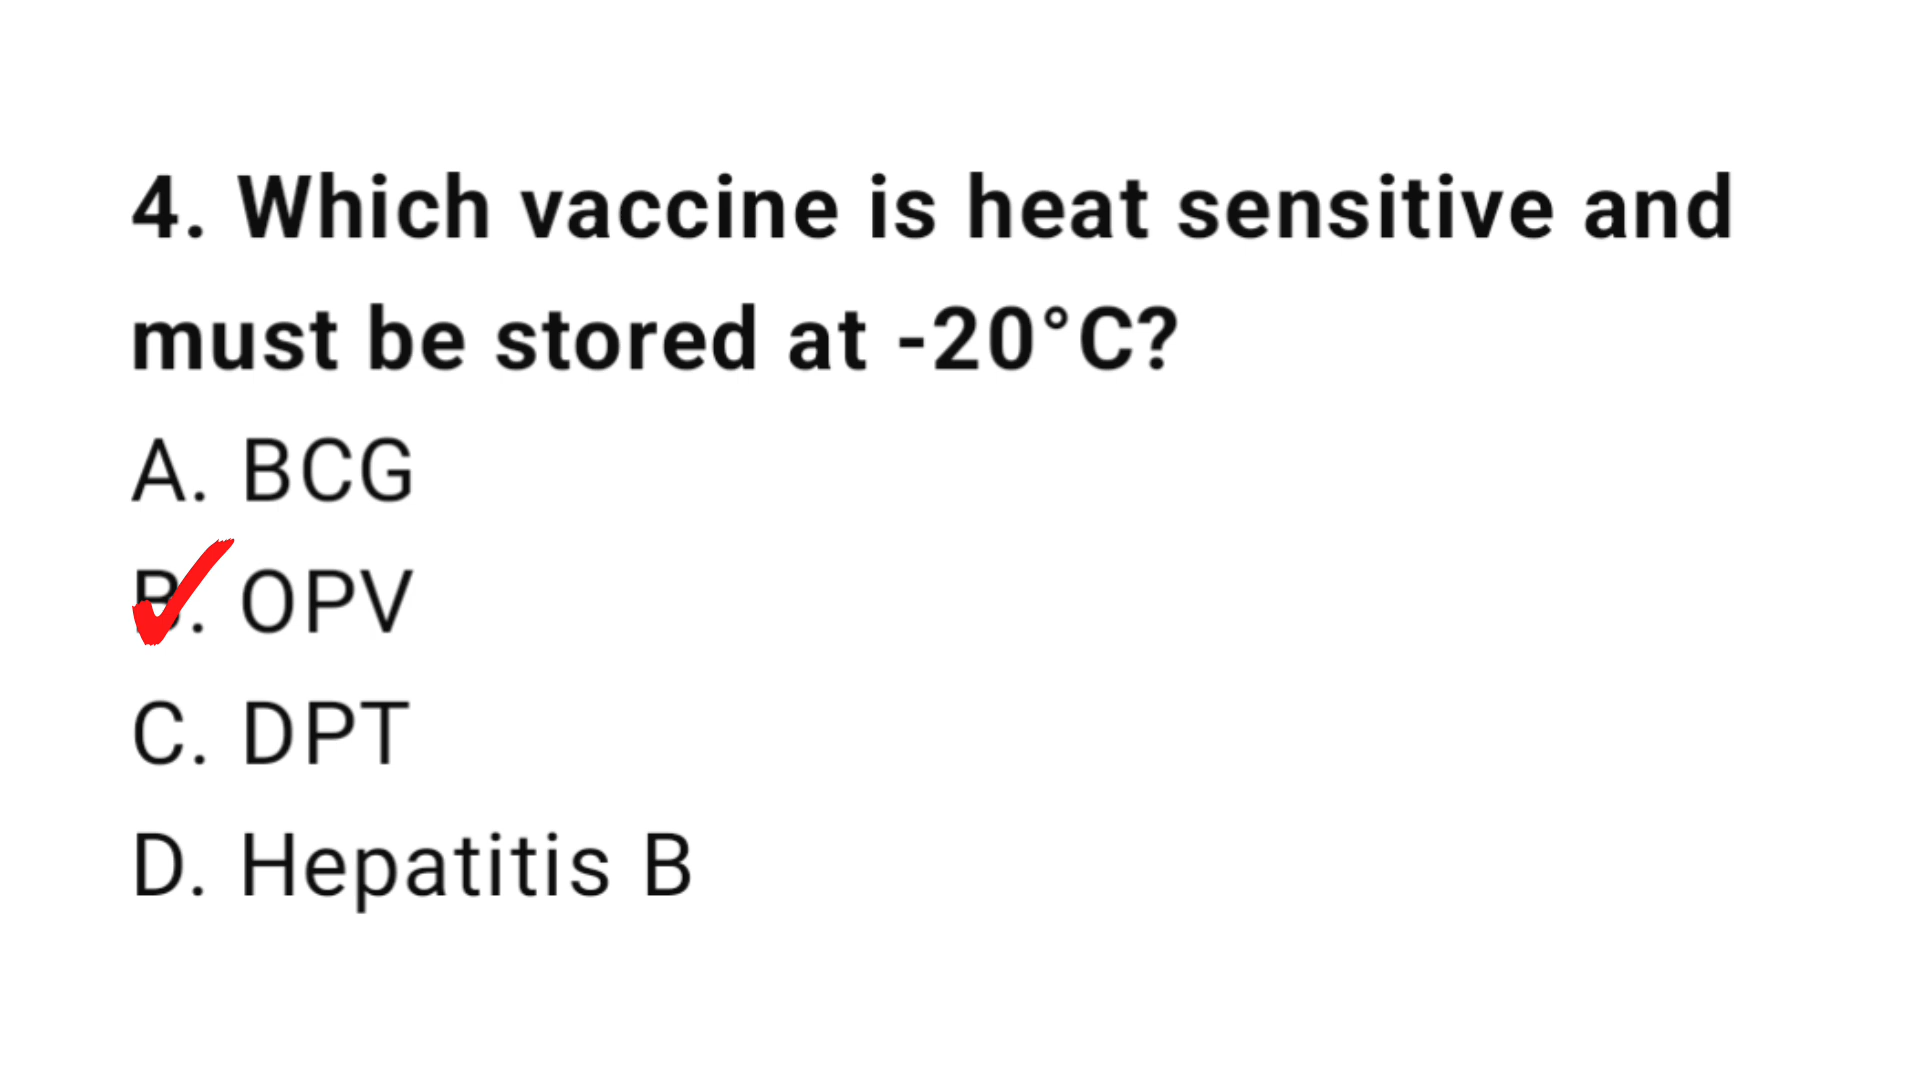 4. Which vaccine is heat sensitive and
must be stored at -20°C?
A. BCG
B. OPV
C. DPT
D. Hepatitis B